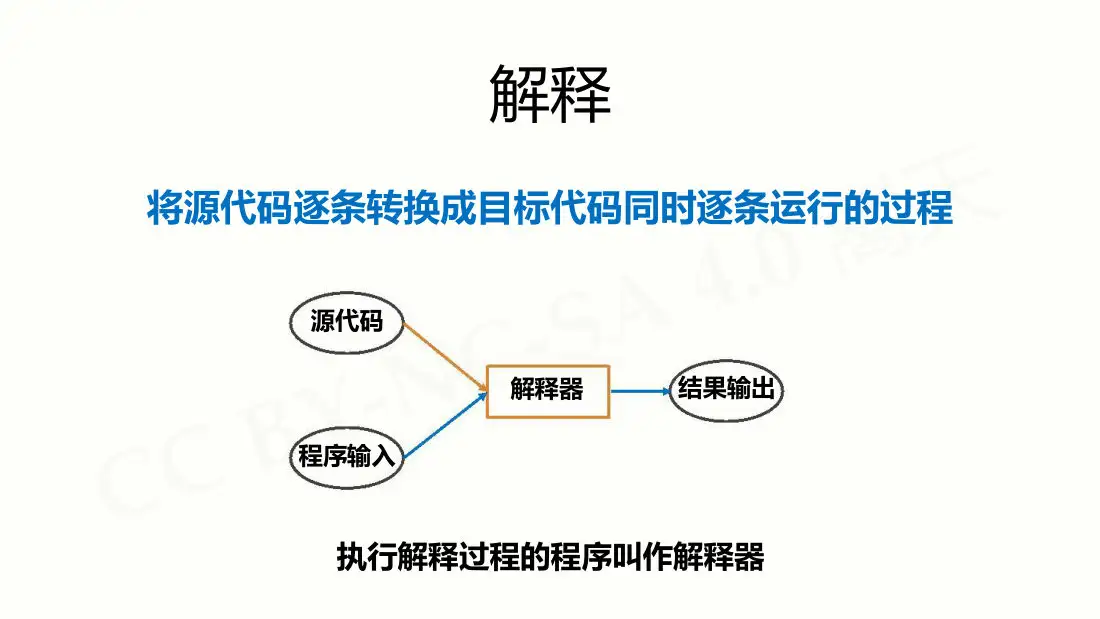 解释
将源代码逐条转换成目标代码同时逐条运行的过程
源代码
解释器
结果输出
程序输入
执行解释过程的程序叫作解释器
CC BY-NC-SA 4.0 嵩天